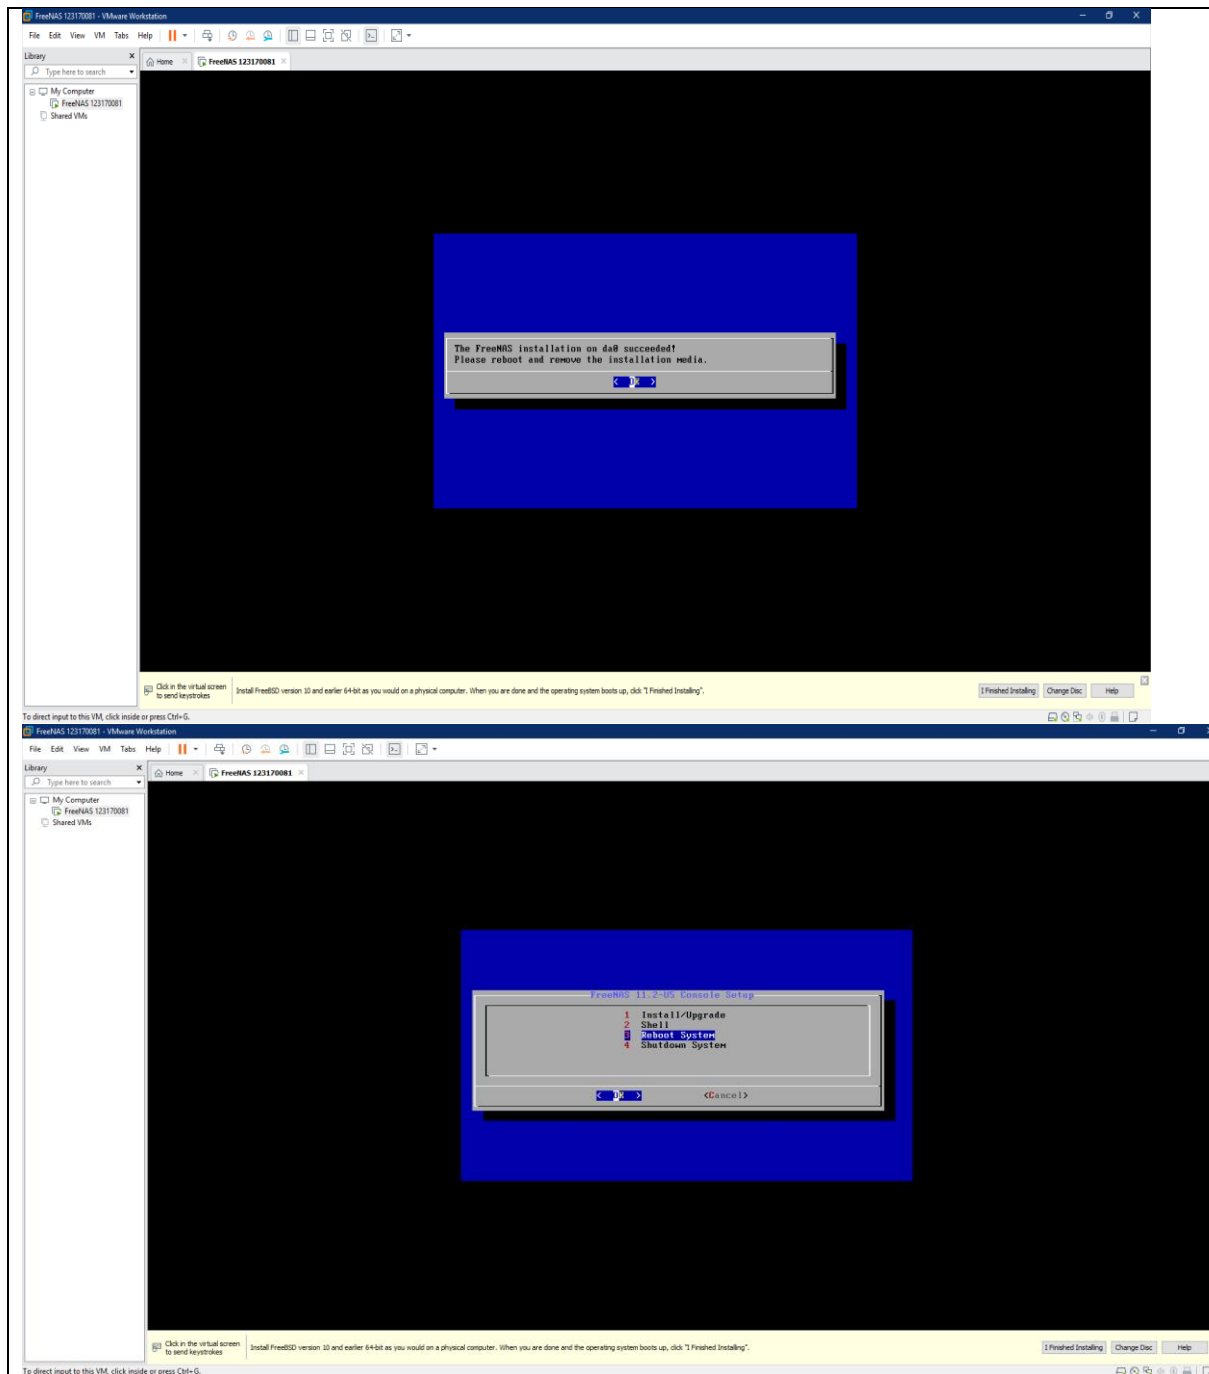 FreeNAS 123170081 - VMware Workstation
File Edit View VM Tabs Help
Library
Home
FreeNAS 123170081
Type here to search
My Computer
FreeNAS 123170081
Shared VMs
The FreeNAS installation on da0 succeeded!
Please reboot and remove the installation media.
< OK >
Click in the virtual screen
to send keystrokes
Install FreeBSD version 10 and earlier 64-bit as you would on a physical computer. When you are done and the operating system boots up, click "I Finished Installing".
I Finished Installing
Change Disc
Help
To direct input to this VM, click inside or press Ctrl+G.
FreeNAS 123170081 - VMware Workstation
File Edit View VM Tabs Help
Library
Home
FreeNAS 123170081
Type here to search
My Computer
FreeNAS 123170081
Shared VMs
FreeNAS 11.2-U5 Console Setup
1 Install/Upgrade
2 Shell
3 Reboot System
4 Shutdown System
< OK > <Cancel>
Click in the virtual screen
to send keystrokes
Install FreeBSD version 10 and earlier 64-bit as you would on a physical computer. When you are done and the operating system boots up, click "I Finished Installing".
I Finished Installing
Change Disc
Help
To direct input to this VM, click inside or press Ctrl+G.